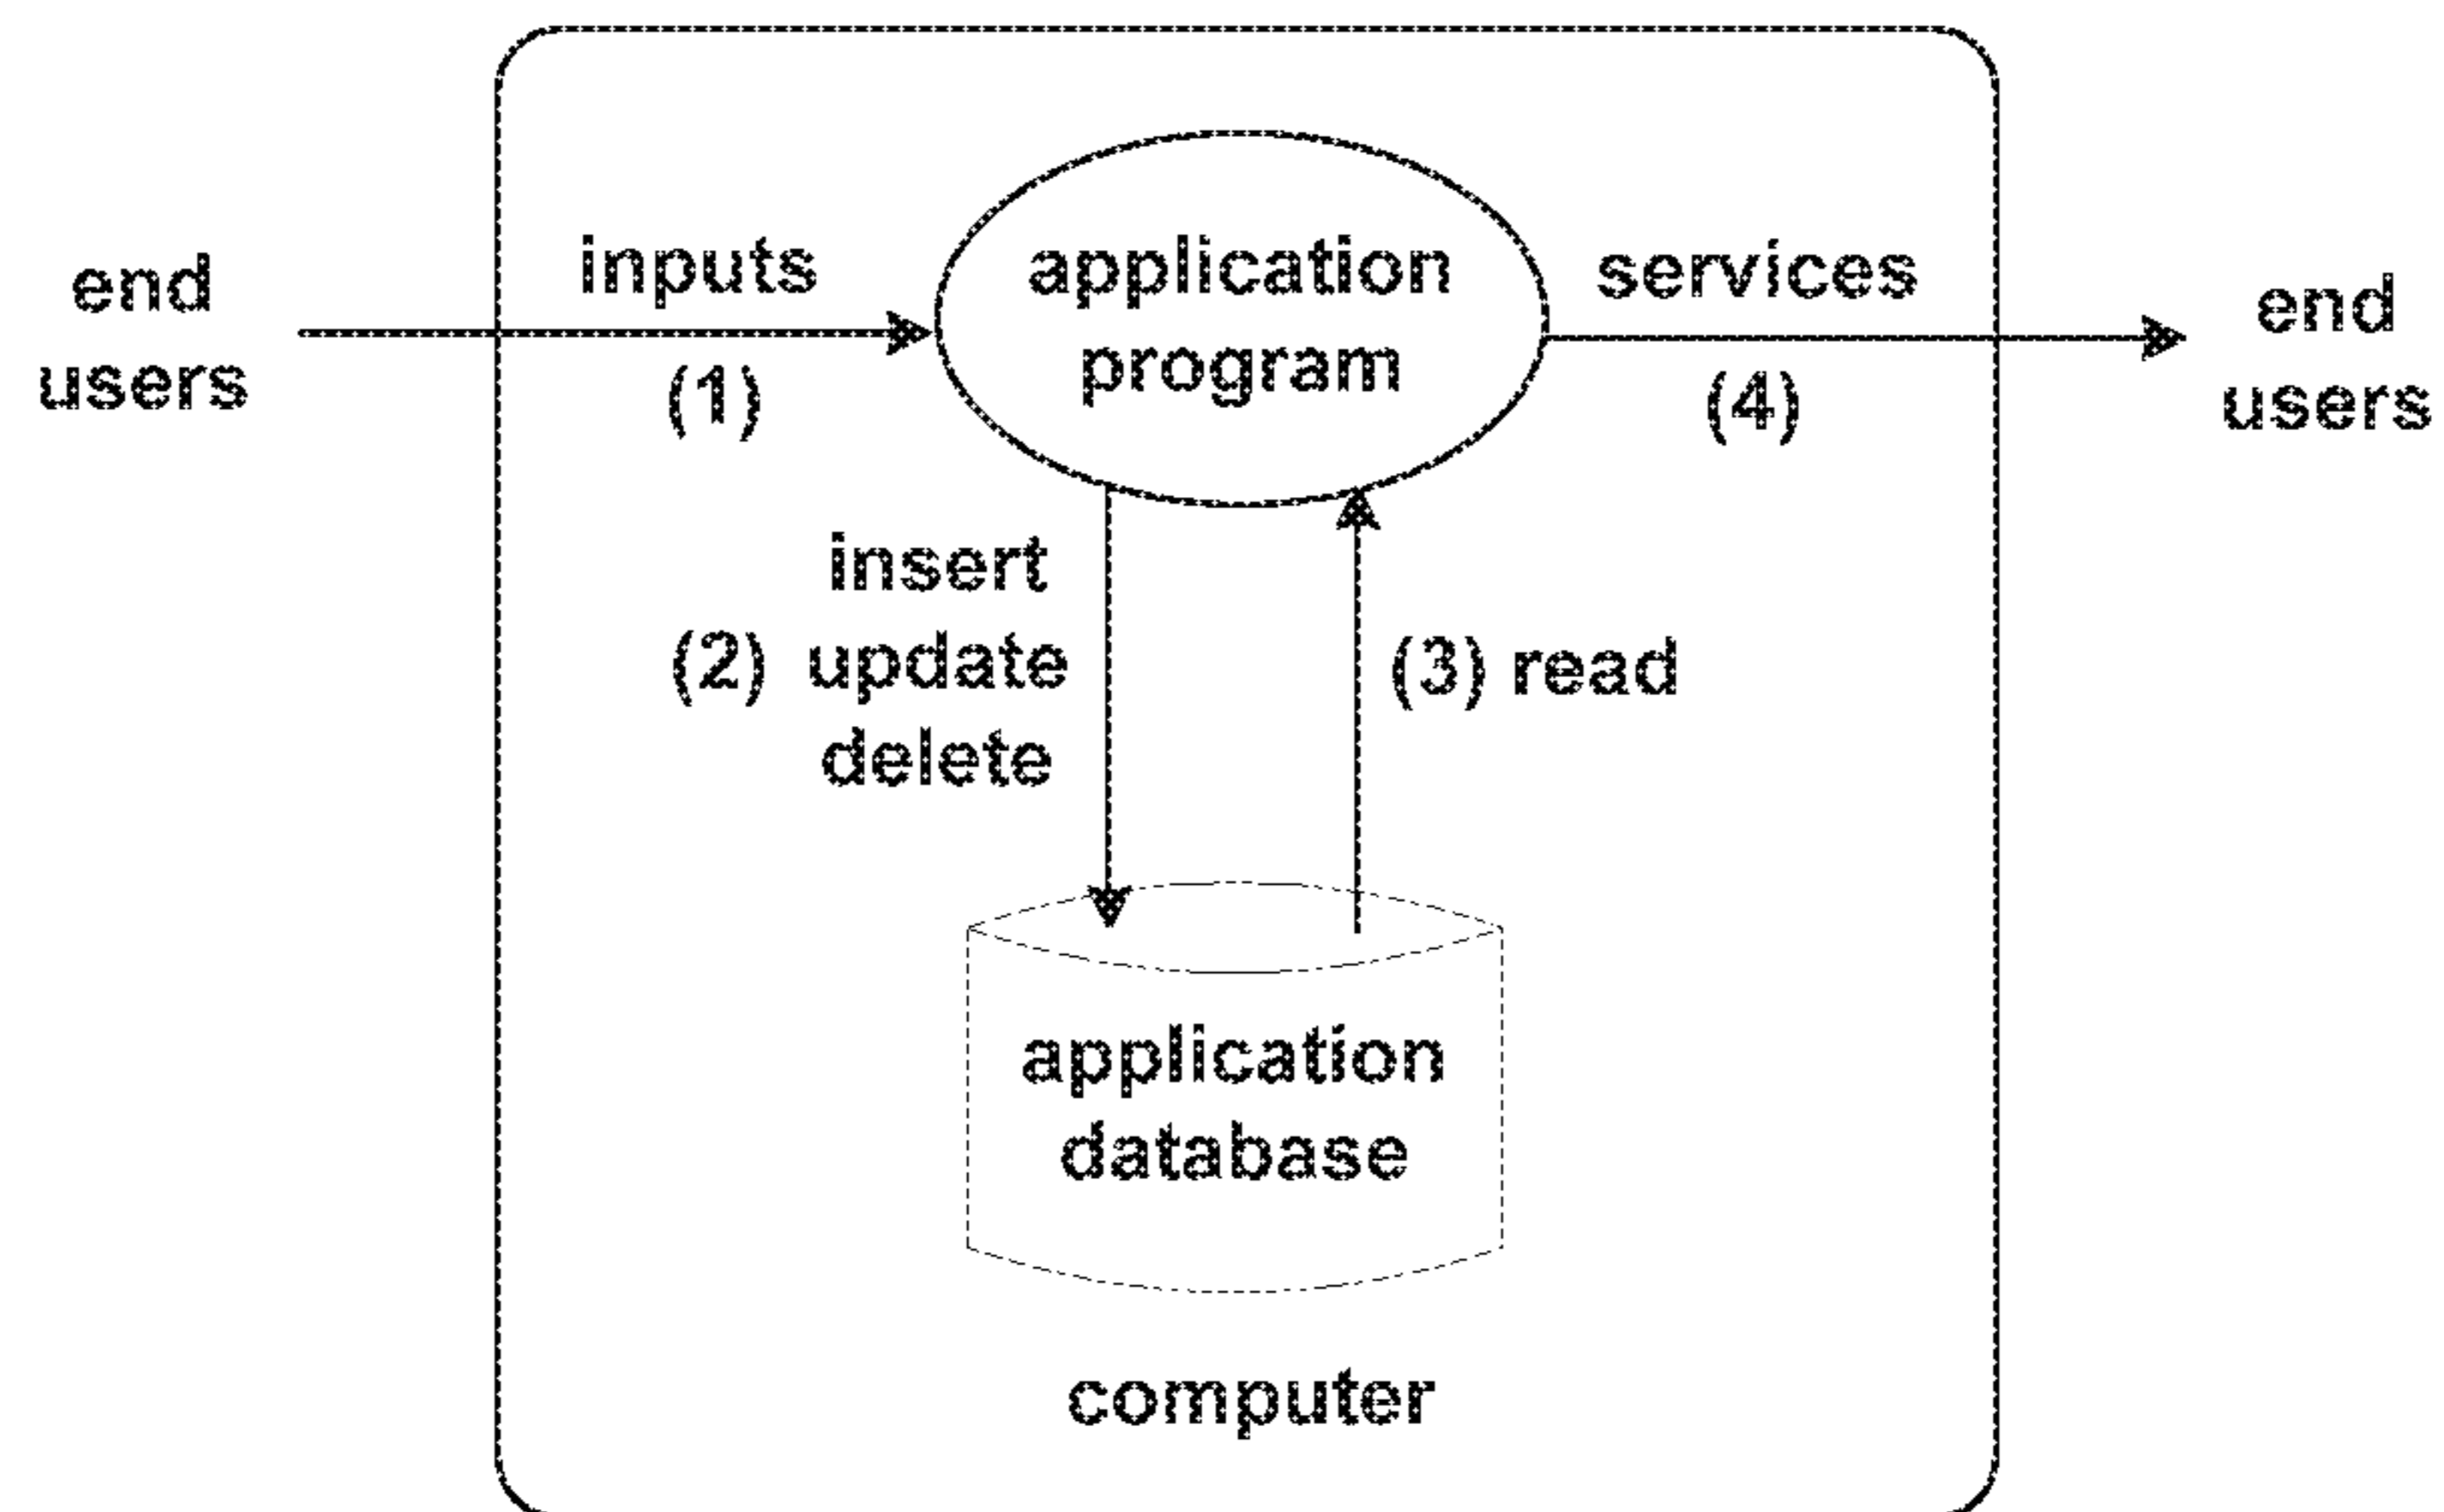 end
users
inputs
(1)
application
program
services
(4)
end
users
insert
(2) update
delete
(3) read
application
database
computer